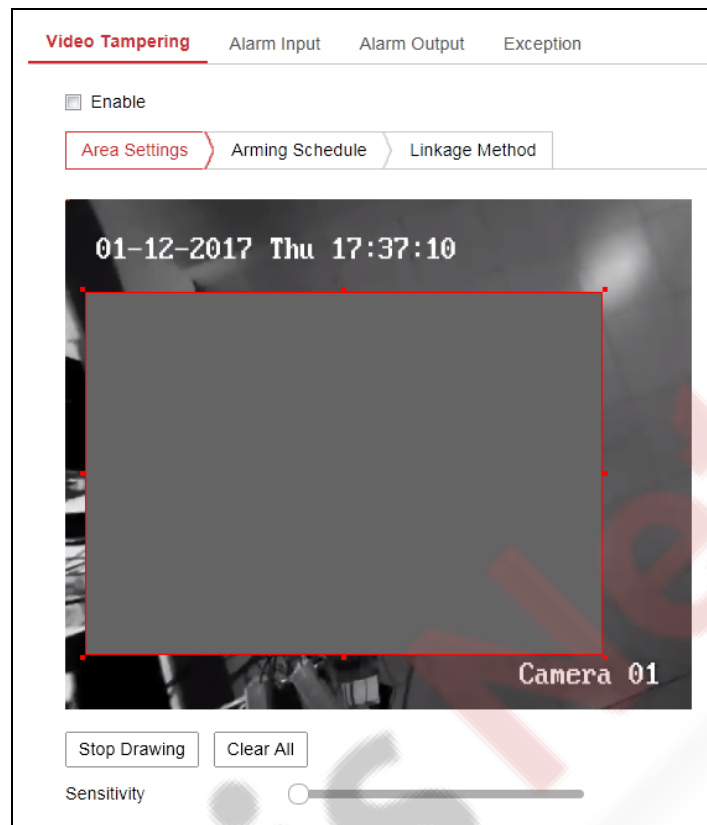 Video Tampering Alarm Input Alarm Output Exception
Enable
Area Settings Arming Schedule Linkage Method
01-12-2017 Thu 17:37:10
Camera 01
Stop Drawing Clear All
Sensitivity